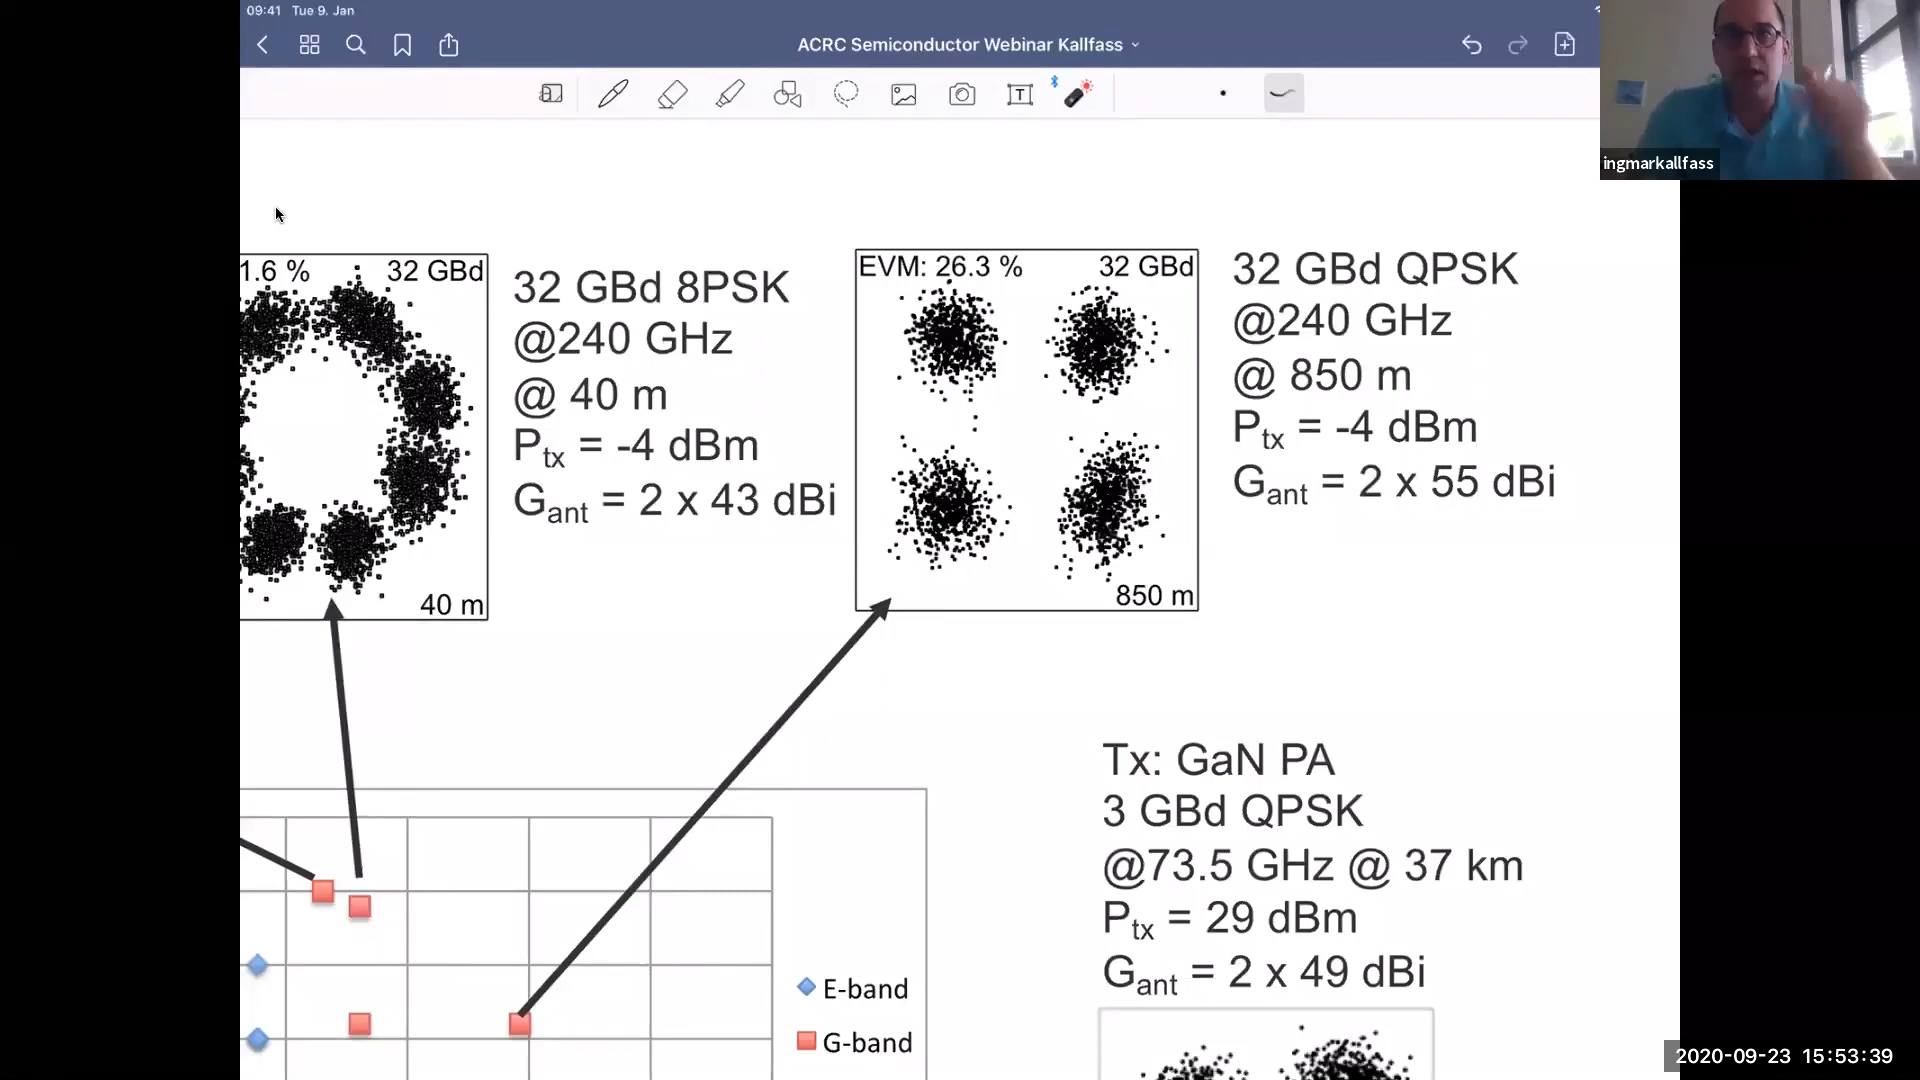 09:41 Tue 9. Jan
ACRC Semiconductor Webinar Kallfass
T
ingmarkallfass
1.6 % 32 GBd
40 m
32 GBd 8PSK
@240 GHz
@ 40 m
Ptx = -4 dBm
Gant = 2 x 43 dBi
EVM: 26.3 % 32 GBd
850 m
32 GBd QPSK
@240 GHz
@ 850 m
Ptx = -4 dBm
Gant = 2 x 55 dBi
Tx: GaN PA
3 GBd QPSK
@73.5 GHz @ 37 km
Ptx = 29 dBm
Gant = 2 x 49 dBi
E-band
G-band
2020-09-23 15:53:39